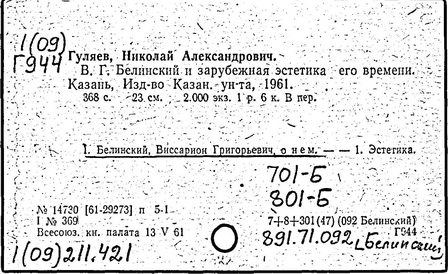 1(09)
Г944
Гуляев, Николай Александрович.
В. Г. Белинский и зарубежная эстетика его времени.
Казань, Изд-во Казан. ун-та, 1961.
368 с. 23 см. 2.000 экз. 1 р. 6 к. В пер.
1. Белинский, Виссарион Григорьевич, о нем. — — 1. Эстетика.
701-Б
801-Б
№ 14730 [61-29273] п 5-1
I № 369
Всесоюз. кн. палата 13 V 61
7+8+301(47) (092 Белинский)
Г944
1(09)211.421
891.71.092 Белинский